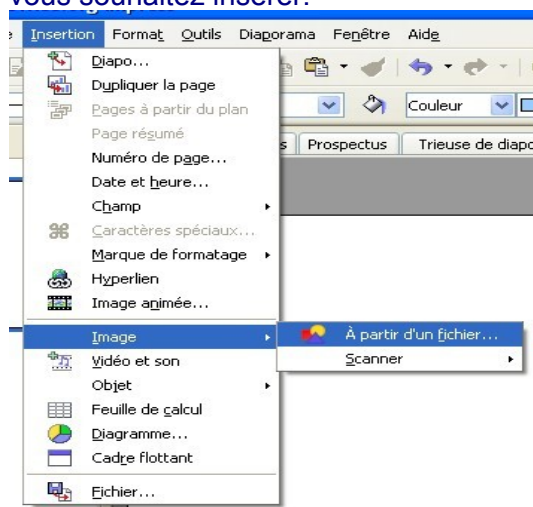 vous souhaitez insérer.
Insertion Format Outils Diaporama Fenêtre Aide
Diapo...
Dupliquer la page
Pages à partir du plan
Couleur
Page résumé
Prospectus Trieuse de diapo
Numéro de page...
Date et heure...
Champ
Caractères spéciaux...
Marque de formatage
Hyperlien
Image animée...
Image
À partir d'un fichier...
Vidéo et son
Scanner
Objet
Feuille de calcul
Diagramme...
Cadre flottant
Fichier...